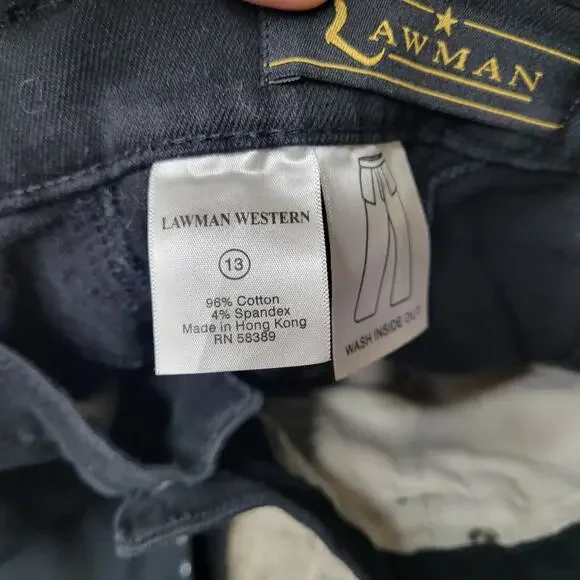 LAWMAN
LAWMAN WESTERN
13
96% Cotton
4% Spandex
Made in Hong Kong
RN 58389
WASH INSIDE OUT